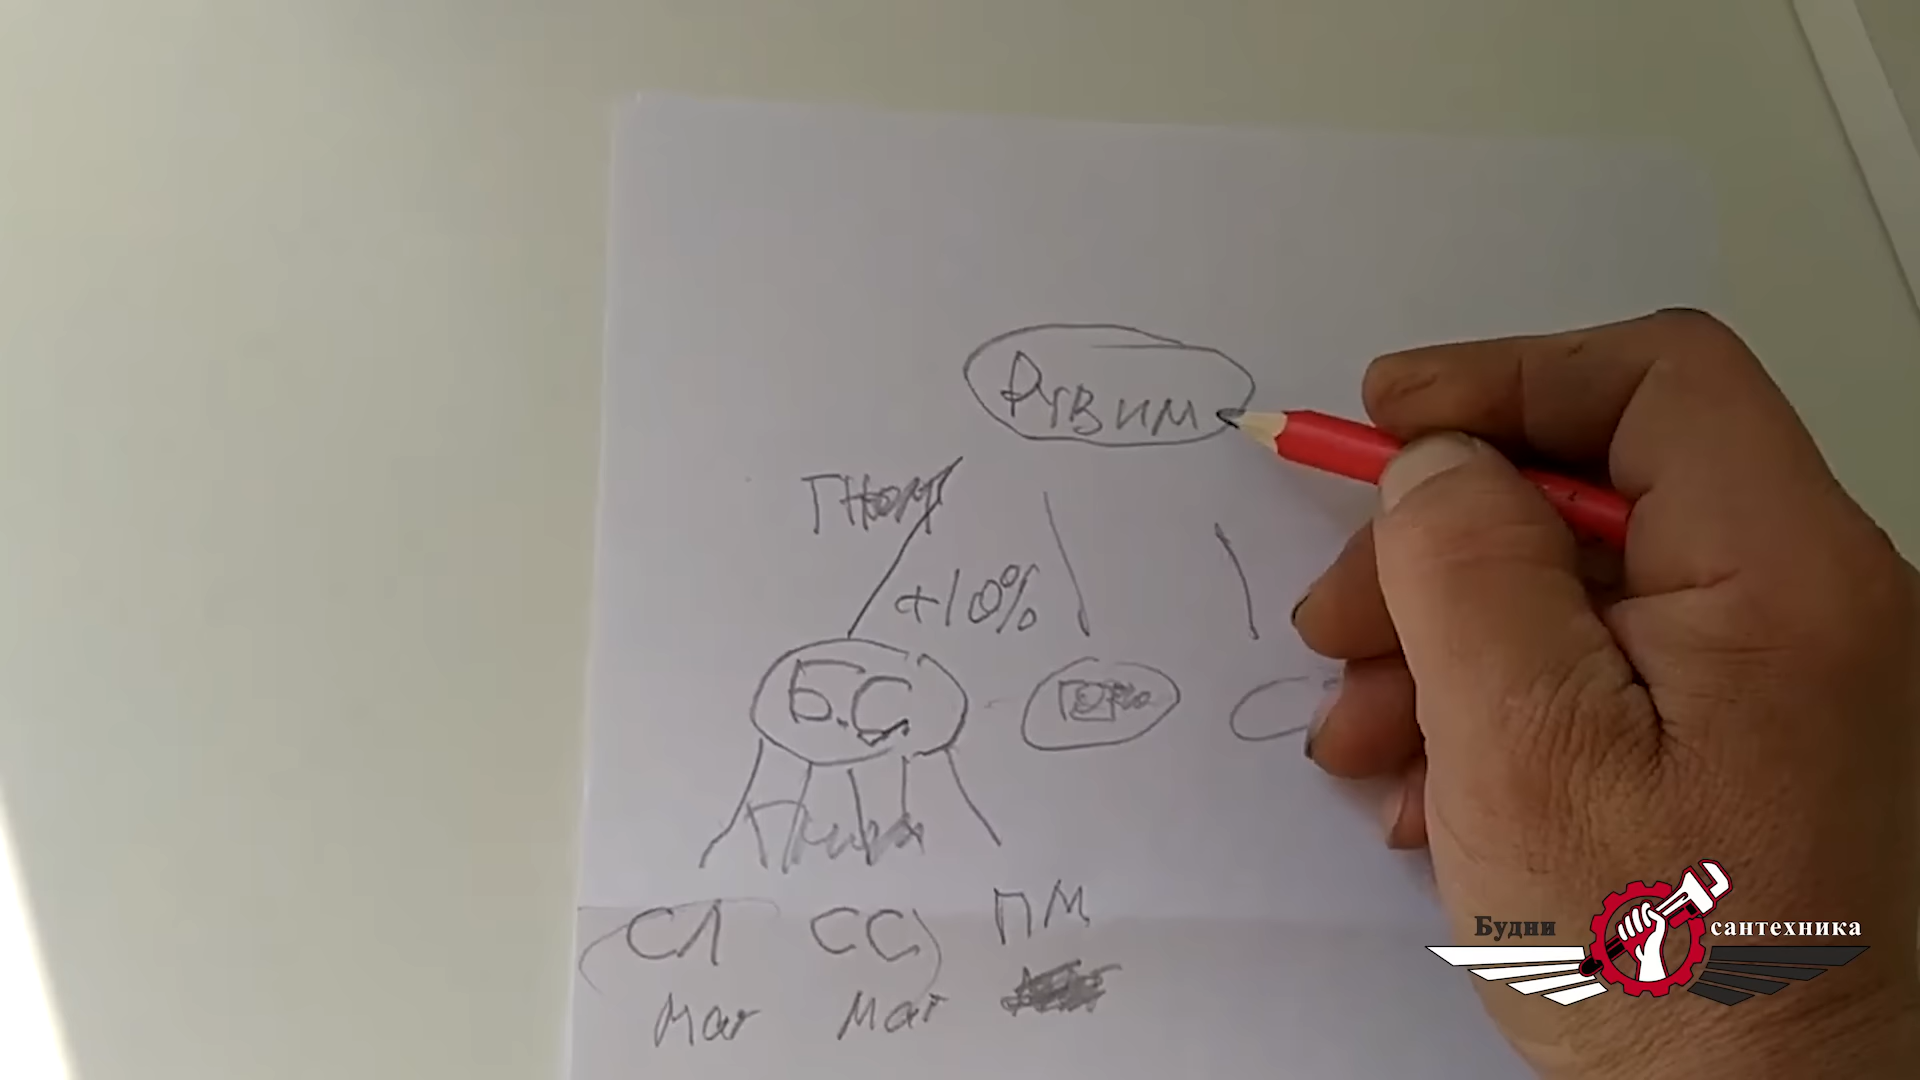 Рувим
+10%
Б.С.
СЛ СС ПМ
маг маг
Будни сантехника